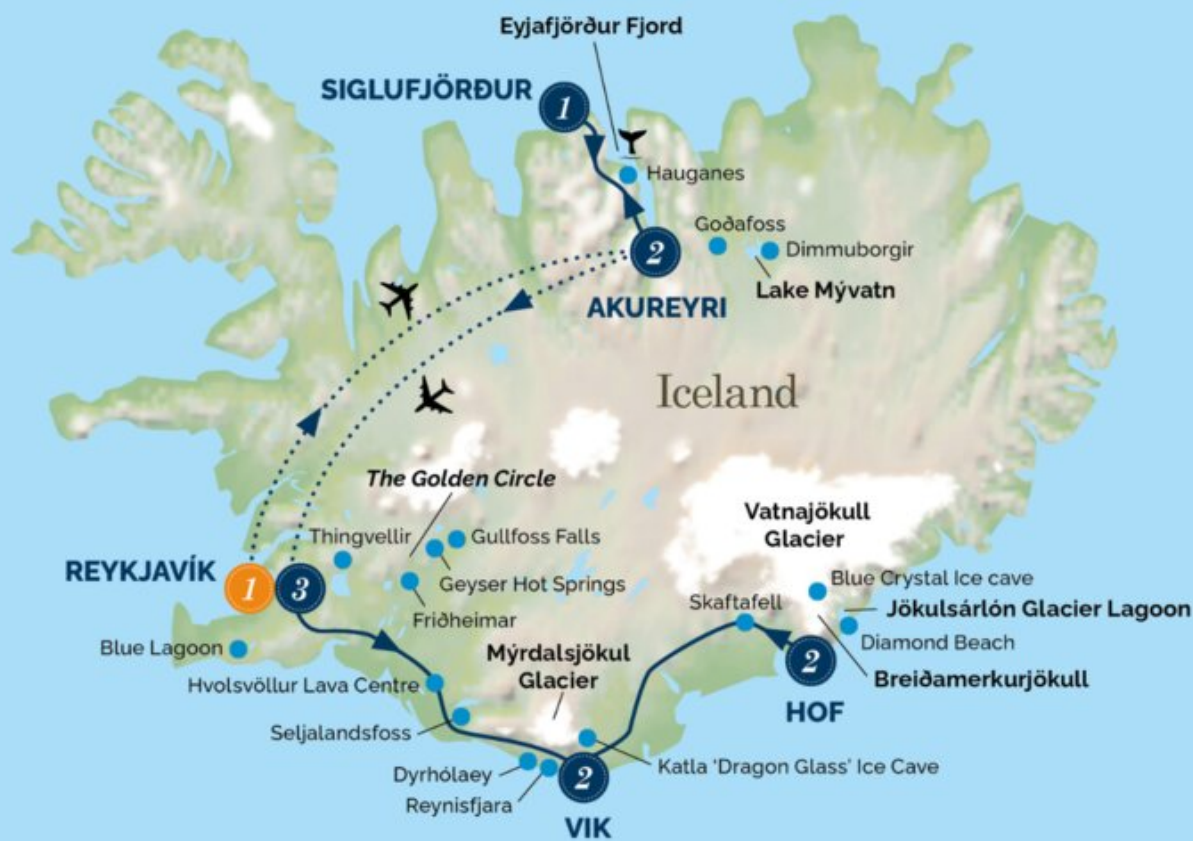 Eyjafjörður Fjord
SIGLUFJÖRÐUR
1
Hauganes
Goðafoss
2
Dimmuborgir
Lake Mývatn
AKUREYRI
Iceland
The Golden Circle
Vatnajökull
Glacier
Thingvellir
Gullfoss Falls
REYKJAVÍK
1
3
Geyser Hot Springs
Blue Crystal Ice cave
Friðheimar
Skaftafell
Jökulsárlón Glacier Lagoon
Blue Lagoon
Diamond Beach
Mýrdalsjökul
Glacier
2
Breiðamerkurjökull
Hvolsvöllur Lava Centre
HOF
Seljalandsfoss
Katla 'Dragon Glass' Ice Cave
Dyrhólaey
2
Reynisfjara
VIK